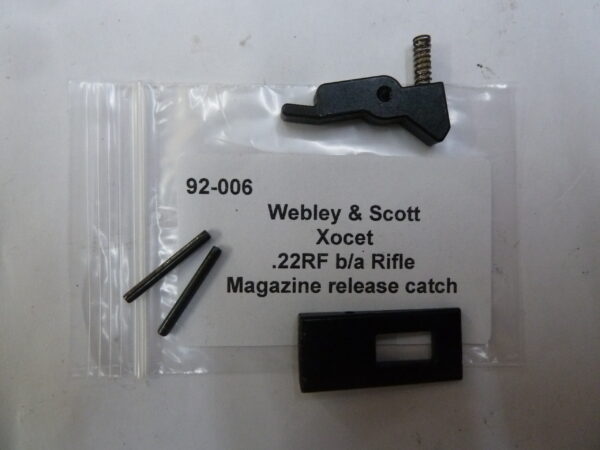 92-006
Webley & Scott
Xocet
.22RF b/a Rifle
Magazine release catch